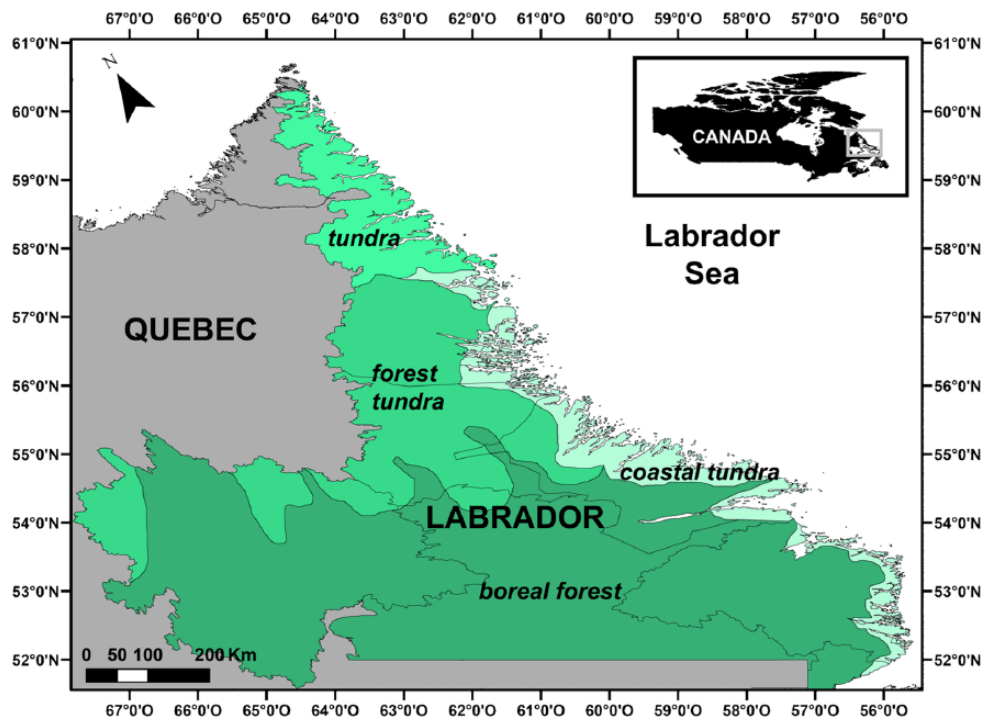 67°0'O 66°0'O 65°0'O 64°0'O 63°0'O 62°0'O 61°0'O 60°0'O 59°0'O 58°0'O 57°0'O 56°0'O
61°0'N 61°0'N
N
60°0'N 60°0'N
CANADA
59°0'N 59°0'N
tundra
58°0'N 58°0'N
Labrador
Sea
QUEBEC
57°0'N 57°0'N
forest
tundra
56°0'N 56°0'N
55°0'N 55°0'N
coastal tundra
LABRADOR
54°0'N 54°0'N
boreal forest
53°0'N 53°0'N
0 50 100 200 Km
52°0'N 52°0'N
67°0'O 66°0'O 65°0'O 64°0'O 63°0'O 62°0'O 61°0'O 60°0'O 59°0'O 58°0'O 57°0'O 56°0'O